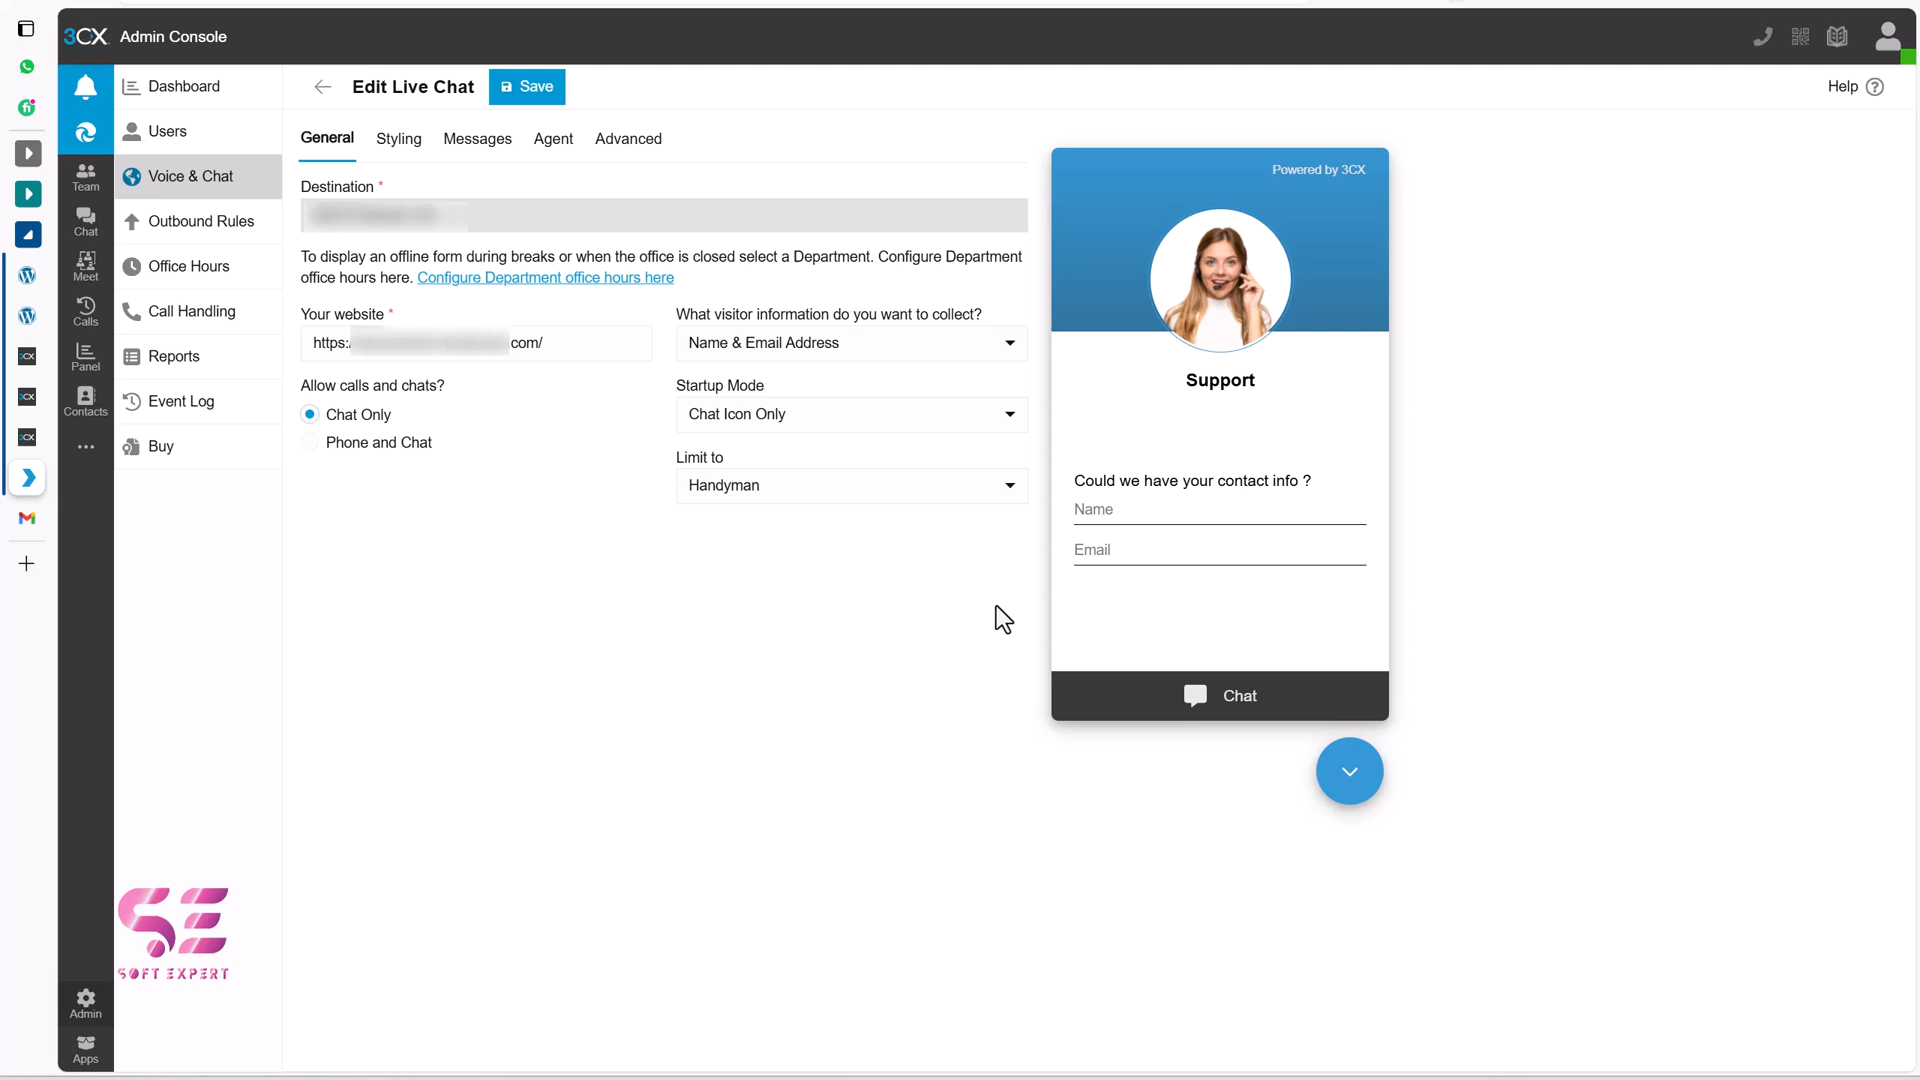 3CX Admin Console
Dashboard
Edit Live Chat
Save
Help ?
Users
General Styling Messages Agent Advanced
Powered by 3CX
Team
Voice & Chat
Destination *
Chat
Outbound Rules
To display an offline form during breaks or when the office is closed select a Department. Configure Department
office hours here. Configure Department office hours here
Meet
Office Hours
Calls
Call Handling
Your website *
What visitor information do you want to collect?
https:/ com/
Name & Email Address
Panel
Reports
Allow calls and chats?
Startup Mode
Support
Contacts
Event Log
Chat Only
Chat Icon Only
Buy
Phone and Chat
Limit to
Handyman
Could we have your contact info ?
Name
Email
Chat
SE
SOFT EXPERT
Admin
Apps
3CX
3CX
3CX